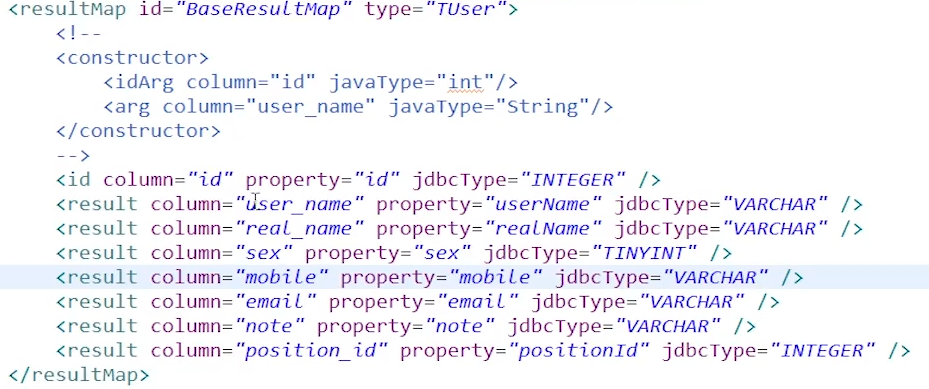 <resultMap id="BaseResultMap" type="TUser">
<!--
<constructor>
<idArg column="id" javaType="int"/>
<arg column="user_name" javaType="String"/>
</constructor>
-->
<id column="id" property="id" jdbcType="INTEGER" />
<result column="user_name" property="userName" jdbcType="VARCHAR" />
<result column="real_name" property="realName" jdbcType="VARCHAR" />
<result column="sex" property="sex" jdbcType="TINYINT" />
<result column="mobile" property="mobile" jdbcType="VARCHAR" />
<result column="email" property="email" jdbcType="VARCHAR" />
<result column="note" property="note" jdbcType="VARCHAR" />
<result column="position_id" property="positionId" jdbcType="INTEGER" />
</resultMap>